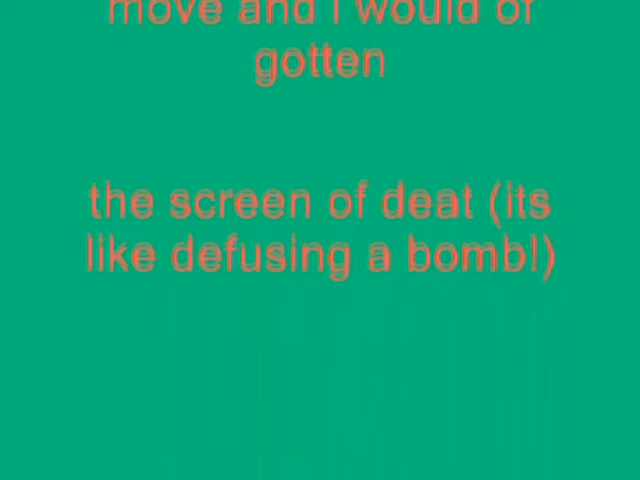 move and I would of
gotten
the screen of deat (its
like defusing a bomb!)